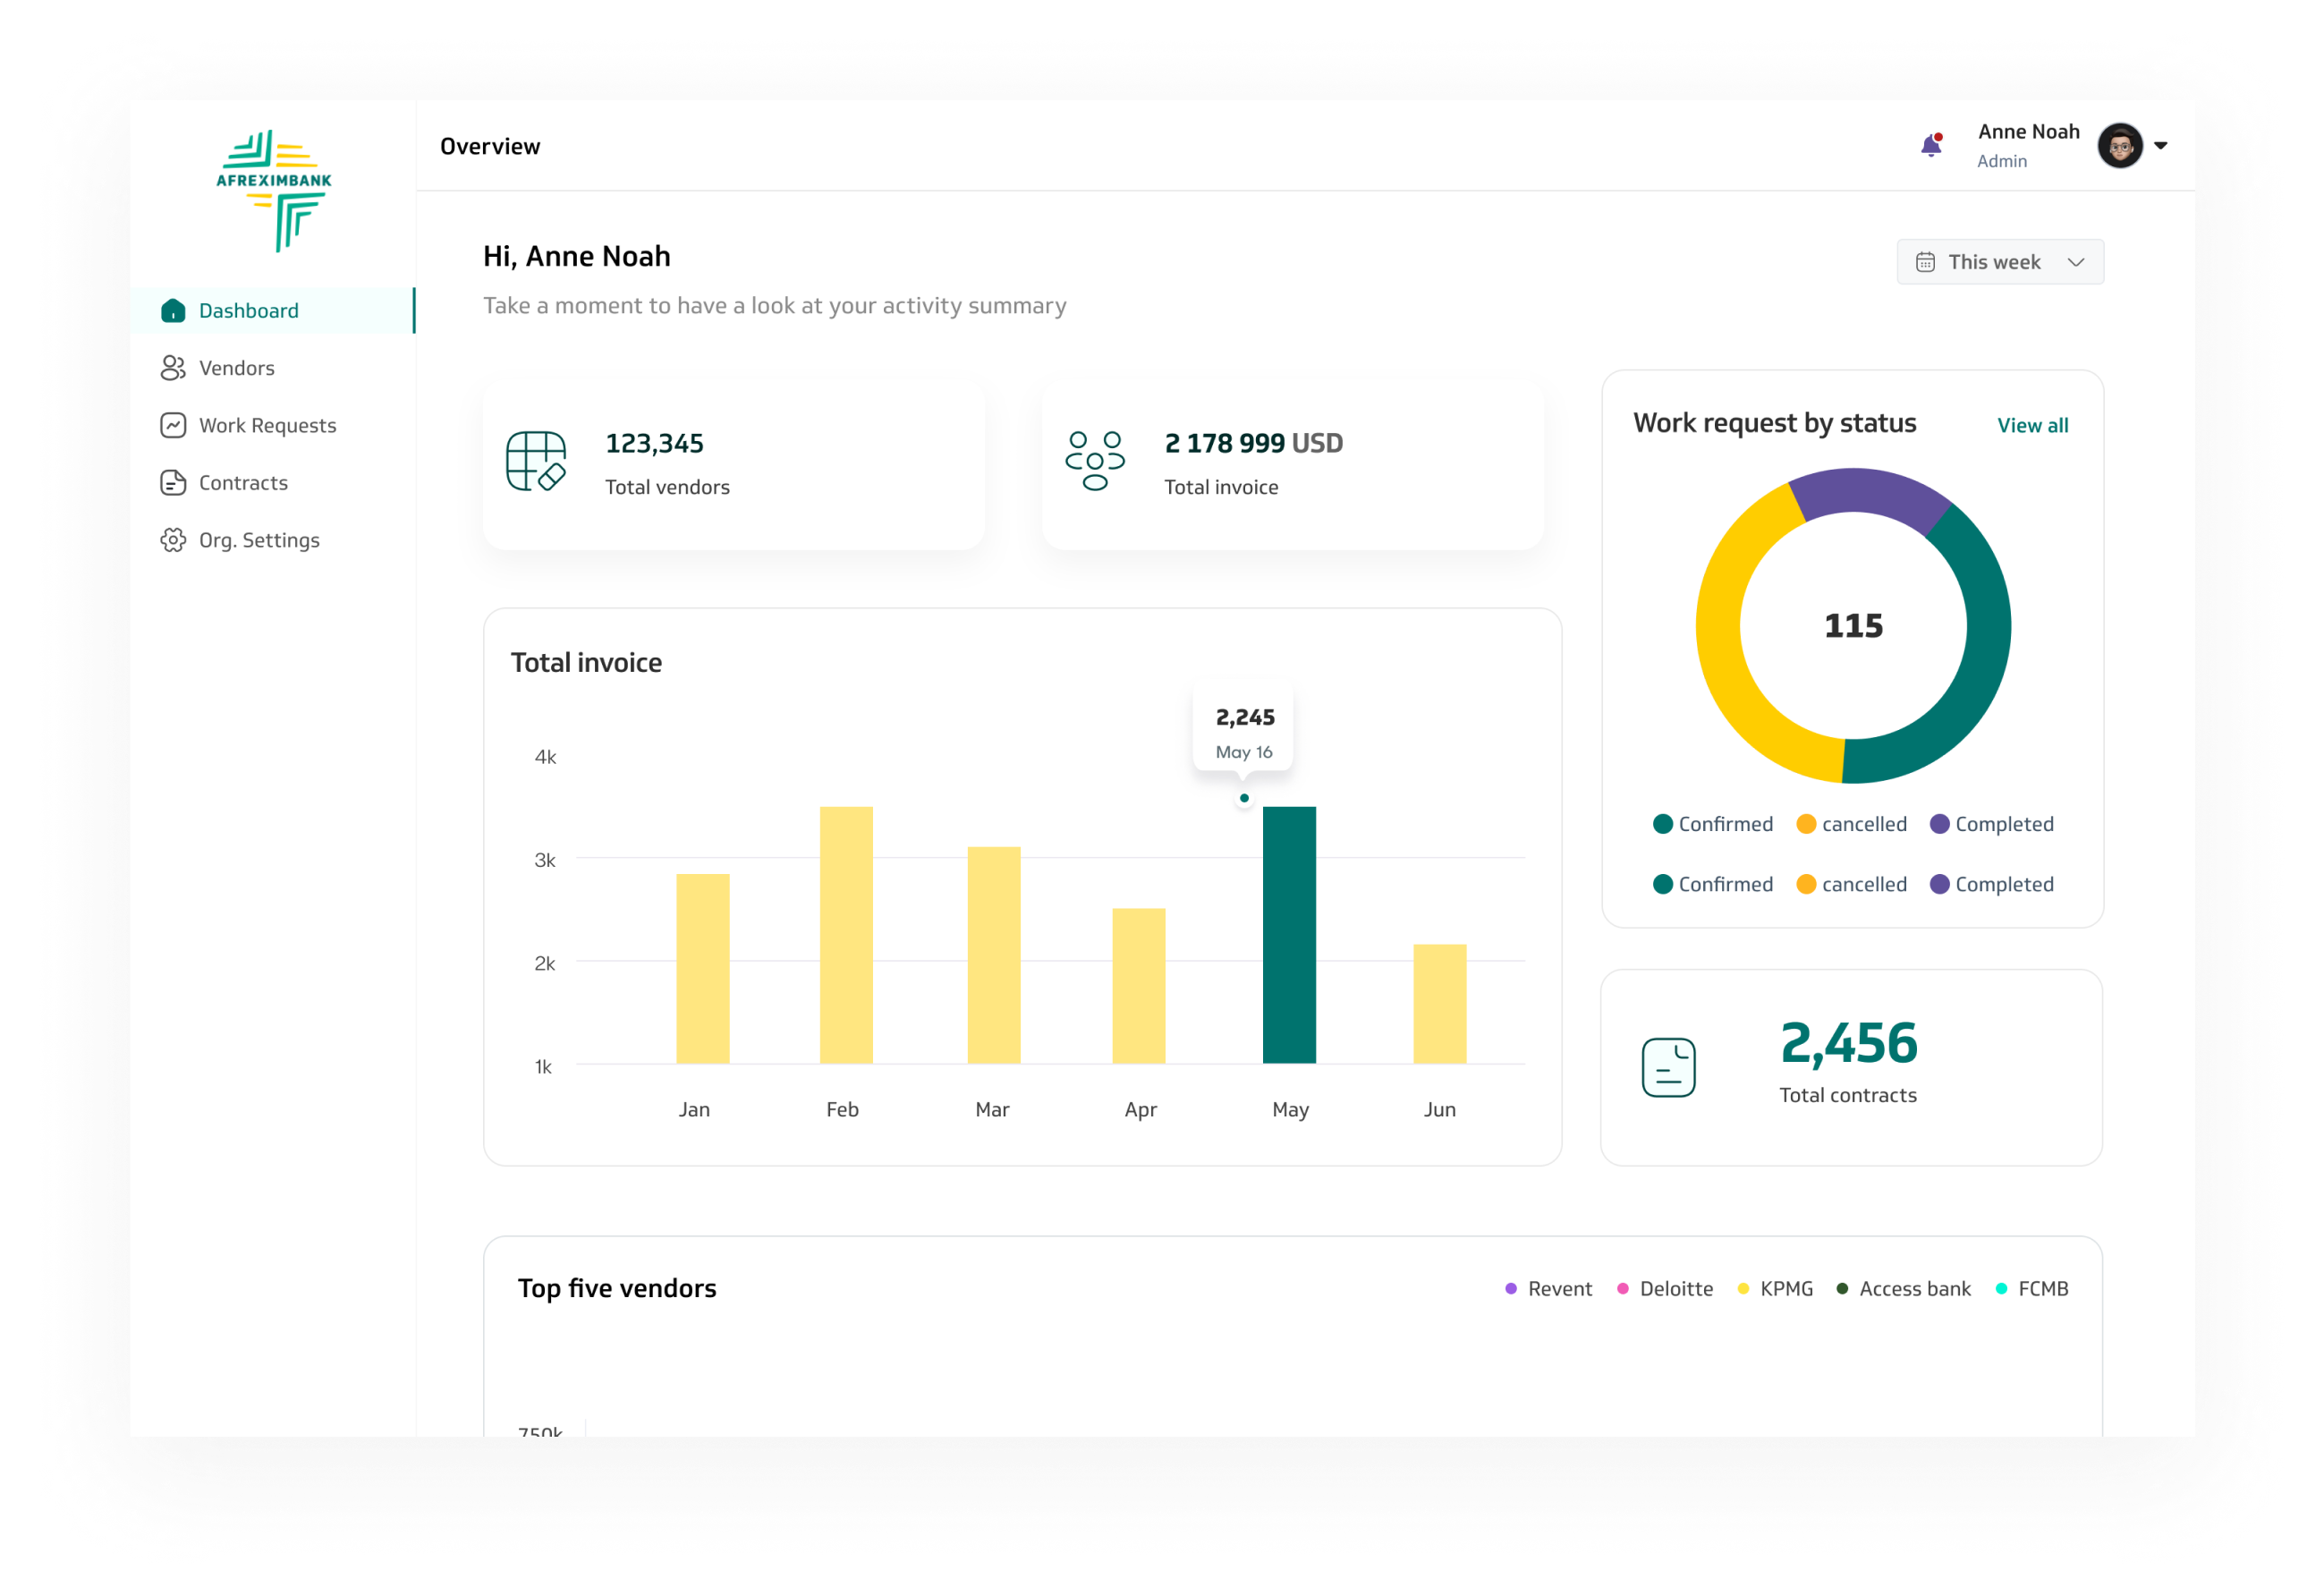 AFREXIMBANK
Overview
Anne Noah
Admin
Dashboard
Vendors
Work Requests
Contracts
Org. Settings
Hi, Anne Noah
Take a moment to have a look at your activity summary
This week
123,345
Total vendors
2 178 999 USD
Total invoice
Work request by status
View all
115
Confirmed cancelled Completed
Confirmed cancelled Completed
Total invoice
2,245
May 16
4k
3k
2k
1k
Jan Feb Mar Apr May Jun
2,456
Total contracts
Top five vendors
Revent Deloitte KPMG Access bank FCMB
750k